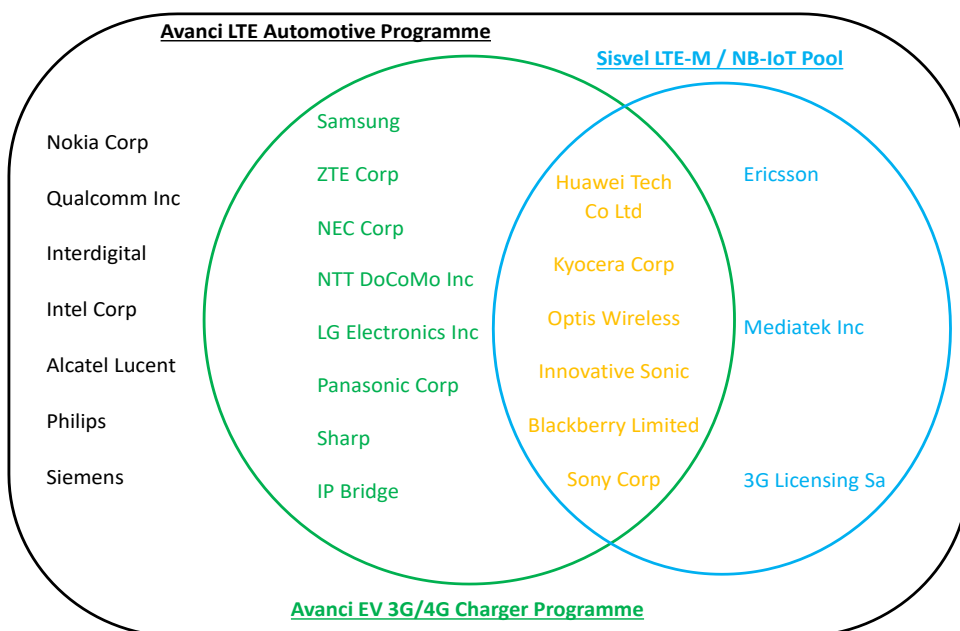 Avanci LTE Automotive Programme
Sisvel LTE-M / NB-IoT Pool
Nokia Corp
Qualcomm Inc
Interdigital
Intel Corp
Alcatel Lucent
Philips
Siemens
Samsung
ZTE Corp
NEC Corp
NTT DoCoMo Inc
LG Electronics Inc
Panasonic Corp
Sharp
IP Bridge
Huawei Tech
Co Ltd
Kyocera Corp
Optis Wireless
Innovative Sonic
Blackberry Limited
Sony Corp
Ericsson
Mediatek Inc
3G Licensing Sa
Avanci EV 3G/4G Charger Programme